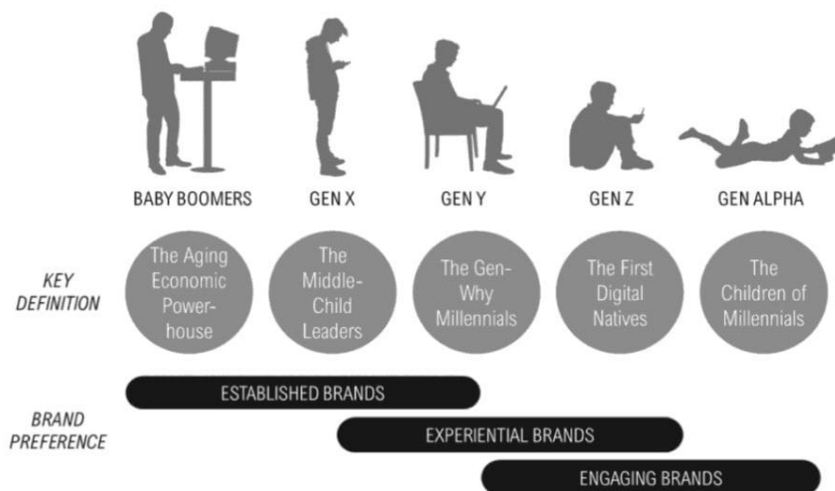 BABY BOOMERS
GEN X
GEN Y
GEN Z
GEN ALPHA
KEY
DEFINITION
The Aging
Economic
Power-
house
The
Middle-
Child
Leaders
The Gen-
Why
Millennials
The First
Digital
Natives
The
Children of
Millennials
BRAND
PREFERENCE
ESTABLISHED BRANDS
EXPERIENTIAL BRANDS
ENGAGING BRANDS